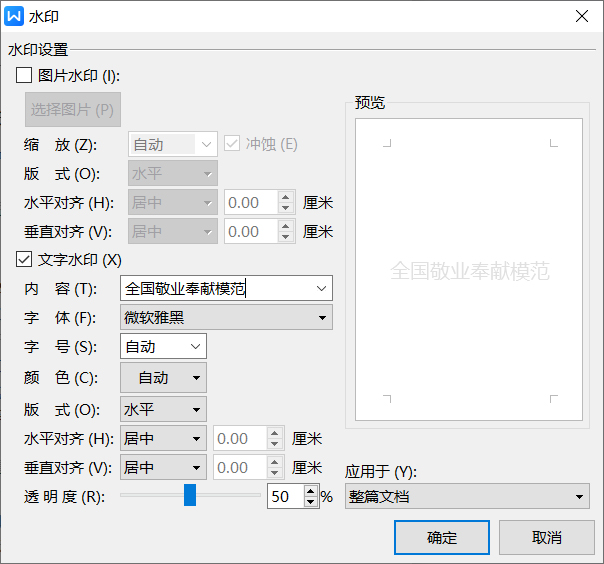 水印
水印设置
图片水印 (I):
选择图片 (P)
缩 放 (Z): 自动 冲蚀 (E)
版 式 (O): 水平
水平对齐 (H): 居中 0.00 厘米
垂直对齐 (V): 居中 0.00 厘米
文字水印 (X)
内 容 (T): 全国敬业奉献模范
字 体 (F): 微软雅黑
字 号 (S): 自动
颜 色 (C): 自动
版 式 (O): 水平
水平对齐 (H): 居中 0.00 厘米
垂直对齐 (V): 居中 0.00 厘米
透 明 度 (R): 50 %
预览
全国敬业奉献模范
应用于 (Y):
整篇文档
确定 取消